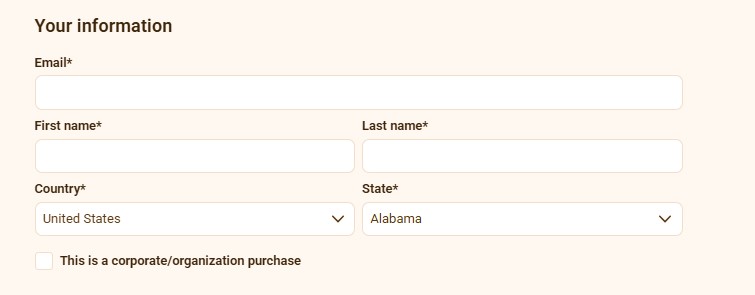 Your information
Email*
First name* Last name*
Country* State*
United States Alabama
This is a corporate/organization purchase